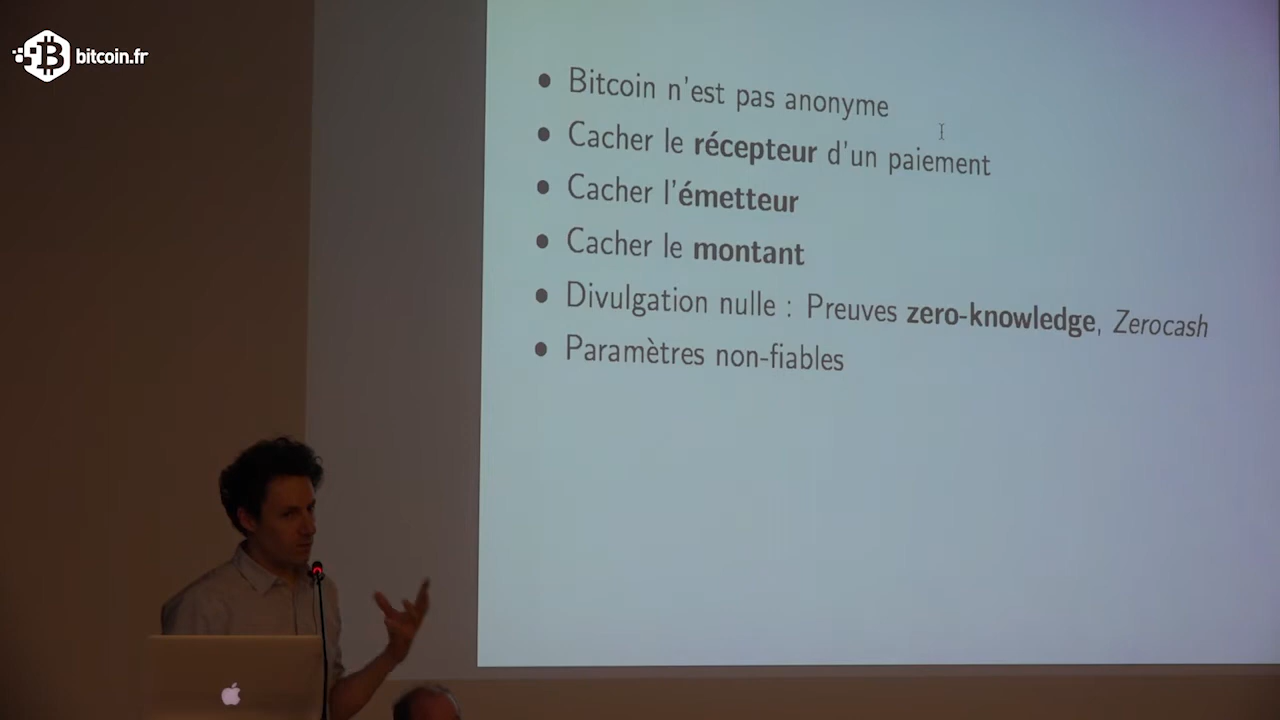 bitcoin.fr
• Bitcoin n'est pas anonyme
• Cacher le récepteur d'un paiement
• Cacher l'émetteur
• Cacher le montant
• Divulgation nulle : Preuves zero-knowledge, Zerocash
• Paramètres non-fiables